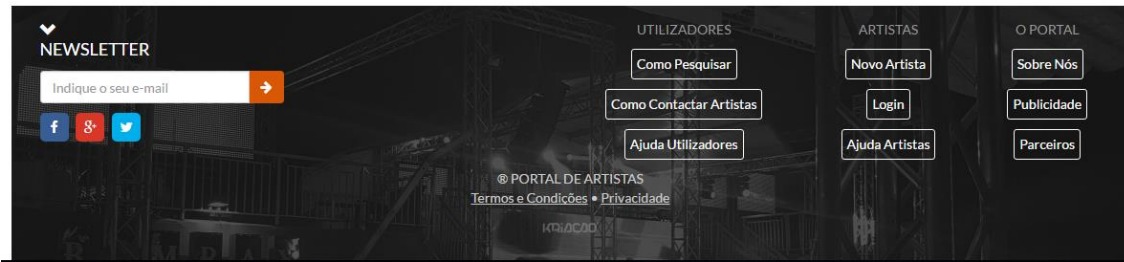 NEWSLETTER
Indique o seu e-mail
UTILIZADORES
Como Pesquisar
Como Contactar Artistas
Ajuda Utilizadores
ARTISTAS
Novo Artista
Login
Ajuda Artistas
O PORTAL
Sobre Nós
Publicidade
Parceiros
® PORTAL DE ARTISTAS
Termos e Condições • Privacidade
KRIAÇÃO